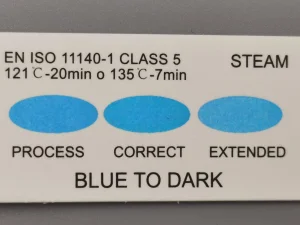 EN ISO 11140-1 CLASS 5 STEAM
121℃-20min o 135℃-7min
PROCESS CORRECT EXTENDED
BLUE TO DARK